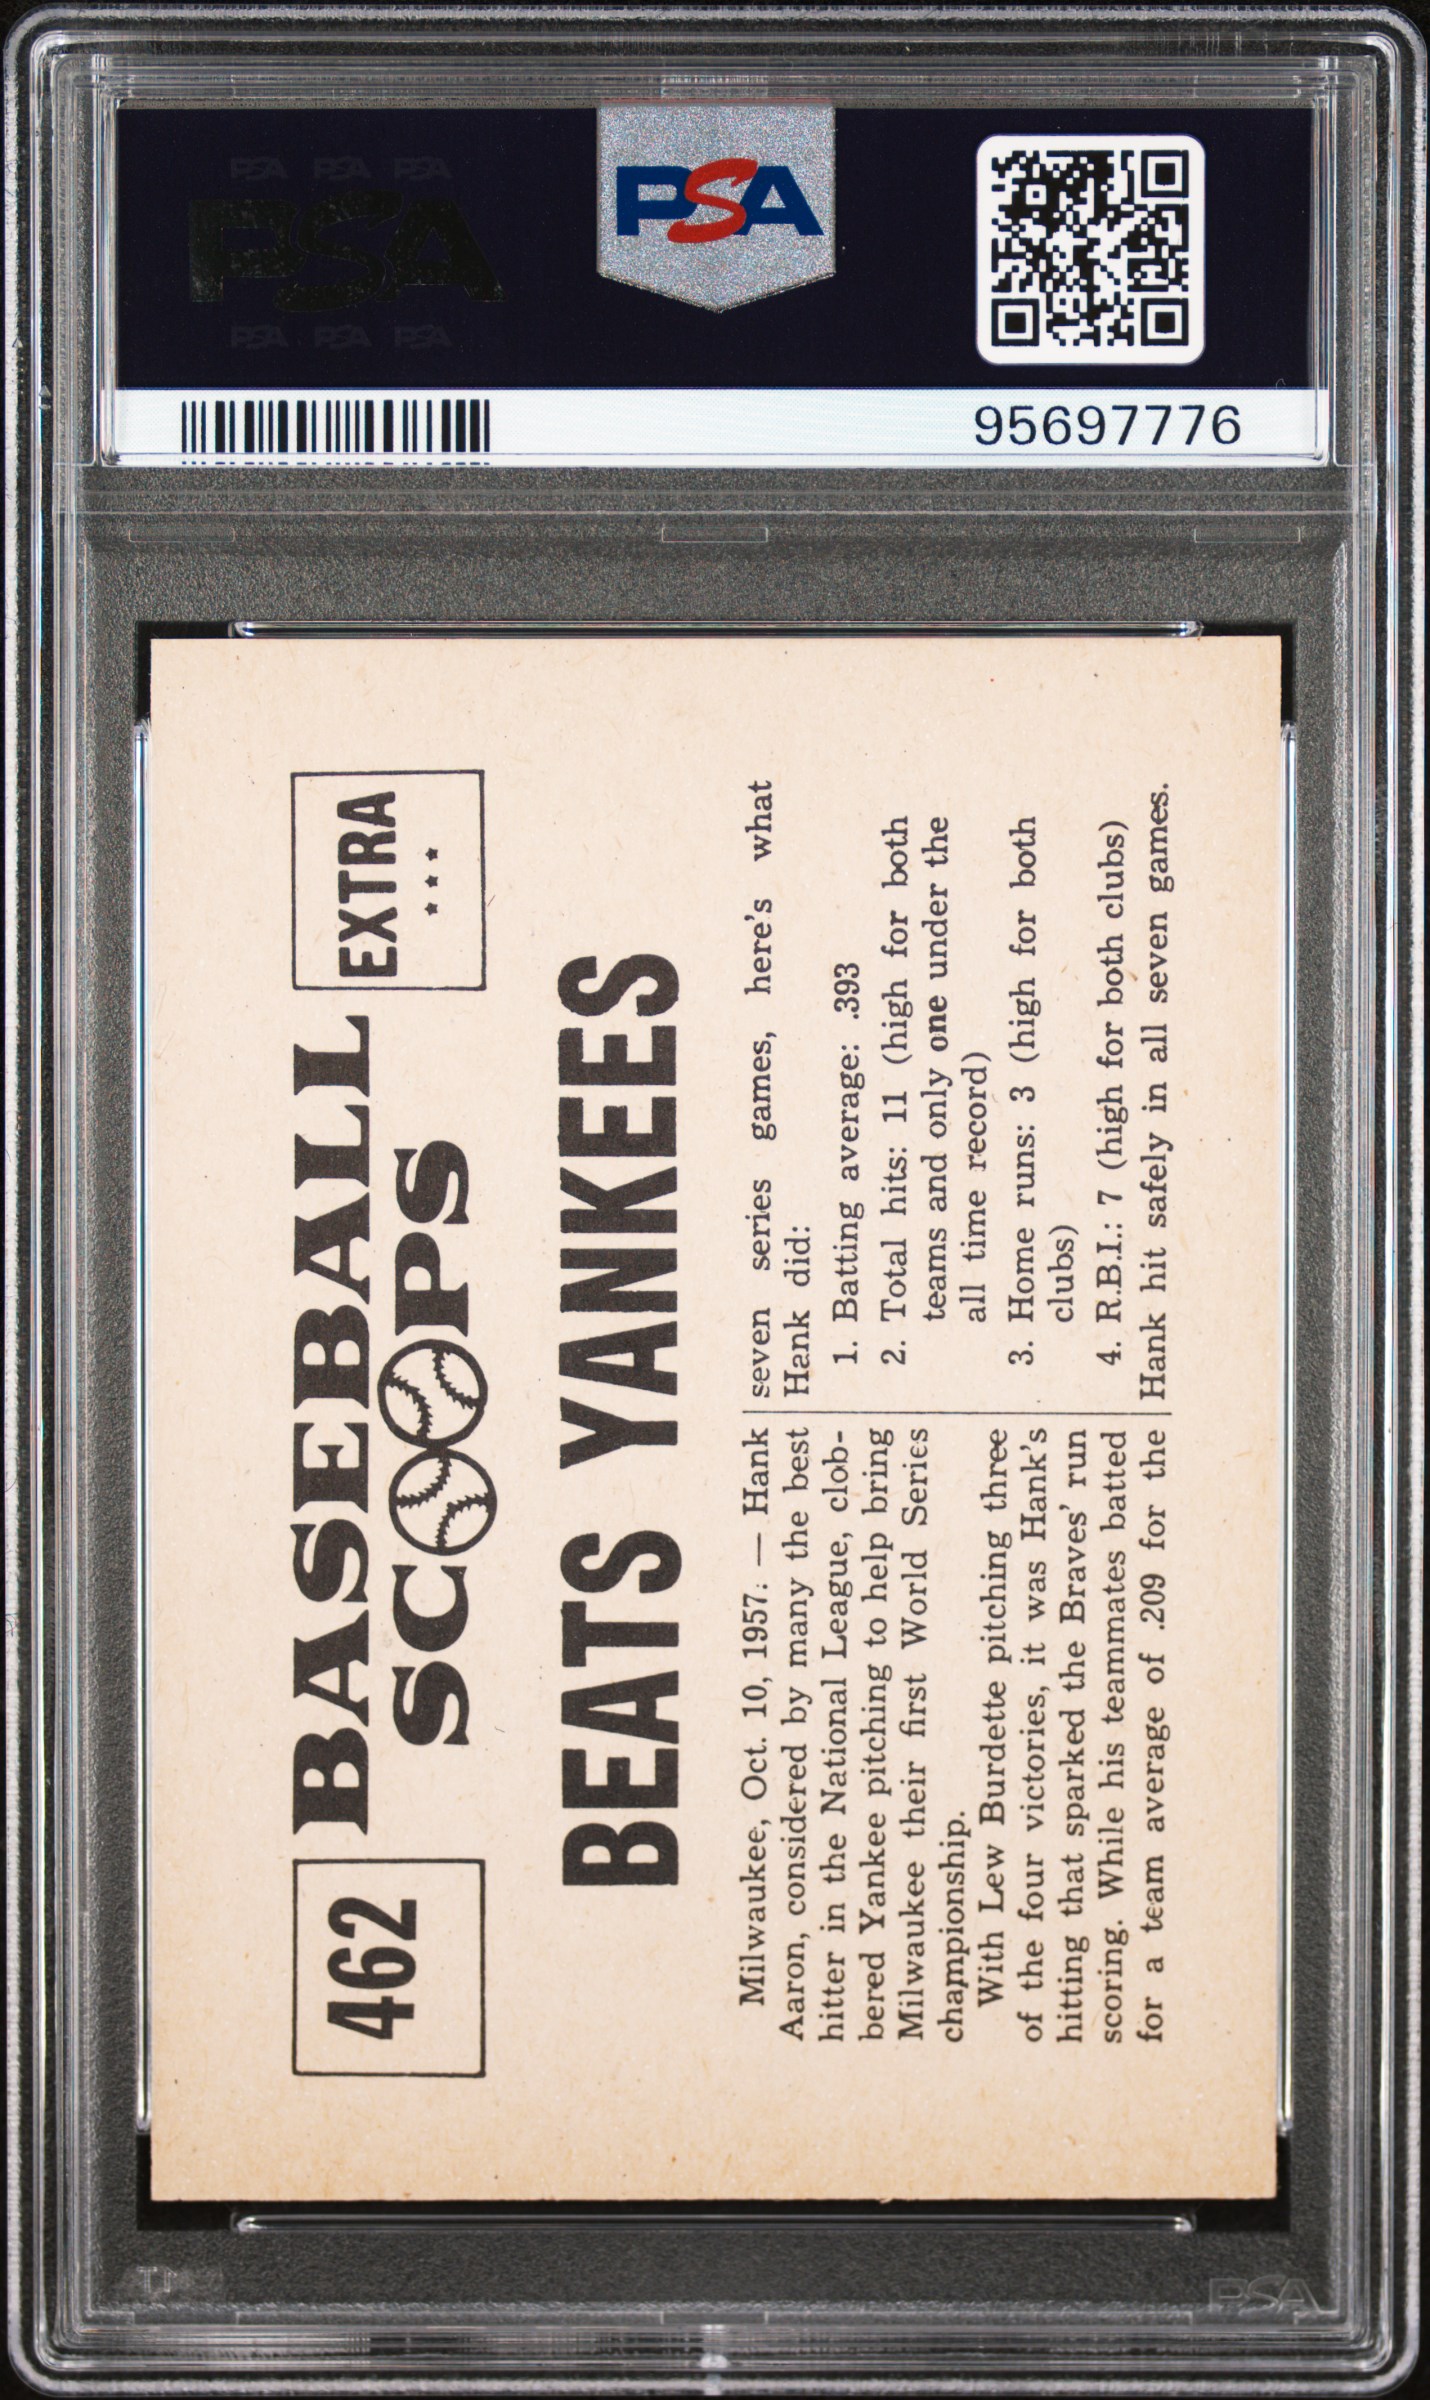 PSA PSA PSA
PSA
PSA PSA PSA
PSA
95697776
462
BASEBALL
SCOOPS
EXTRA
BEATS YANKEES
Milwaukee, Oct. 10, 1957: — Hank
Aaron, considered by many the best
hitter in the National League, clob-
bered Yankee pitching to help bring
Milwaukee their first World Series
championship.
With Lew Burdette pitching three
of the four victories, it was Hank's
hitting that sparked the Braves' run
scoring. While his teammates batted
for a team average of .209 for the
seven series games, here's what
Hank did:
1. Batting average: .393
2. Total hits: 11 (high for both
teams and only one under the
all time record)
3. Home runs: 3 (high for both
clubs)
4. R.B.I.: 7 (high for both clubs)
Hank hit safely in all seven games.
PSA